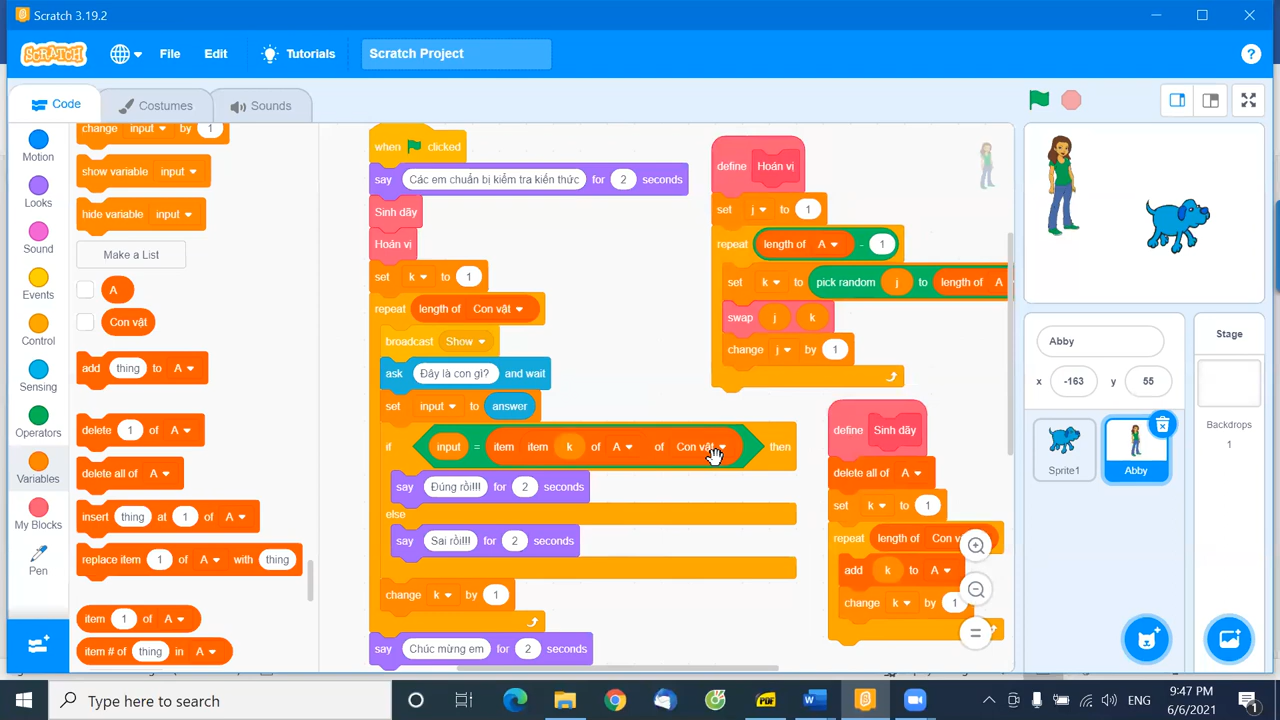 Scratch 3.19.2
SCRATCH File Edit Tutorials Scratch Project ?
Code Costumes Sounds
Motion
Looks
Sound
Events
Control
Sensing
Operators
Variables
My Blocks
Pen
change input by 1
show variable input
hide variable input
Make a List
A
Con vật
add thing to A
delete 1 of A
delete all of A
insert thing at 1 of A
replace item 1 of A with thing
item 1 of A
item # of thing in A
when clicked
say Các em chuẩn bị kiểm tra kiến thức for 2 seconds
Sinh dãy
Hoán vị
set k to 1
repeat length of Con vật
broadcast Show
ask Đây là con gì? and wait
set input to answer
if input = item item k of A of Con vật then
say Đúng rồi!!! for 2 seconds
else
say Sai rồi!!! for 2 seconds
change k by 1
say Chúc mừng em for 2 seconds
define Hoán vị
set j to 1
repeat length of A - 1
set k to pick random j to length of A
swap j k
change j by 1
define Sinh dãy
delete all of A
set k to 1
repeat length of Con
add k to A
change k by 1
Abby
x -163 y 55
Sprite1
Abby
Stage
Backdrops
1
Type here to search
ENG
9:47 PM
6/6/2021
1